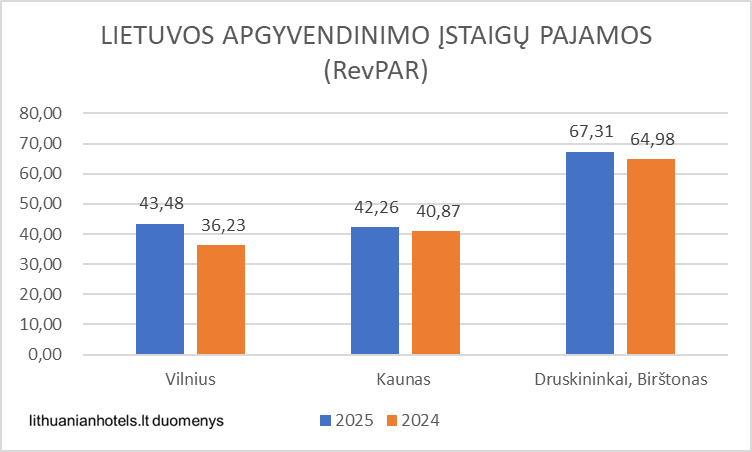 LIETUVOS APGYVENDINIMO ĮSTAIGŲ PAJAMOS
(RevPAR)
80,00
70,00
60,00
50,00
40,00
30,00
20,00
10,00
0,00
43,48
36,23
42,26
40,87
67,31
64,98
Vilnius
Kaunas
Druskininkai, Birštonas
lithuanianhotels.lt duomenys
2025
2024